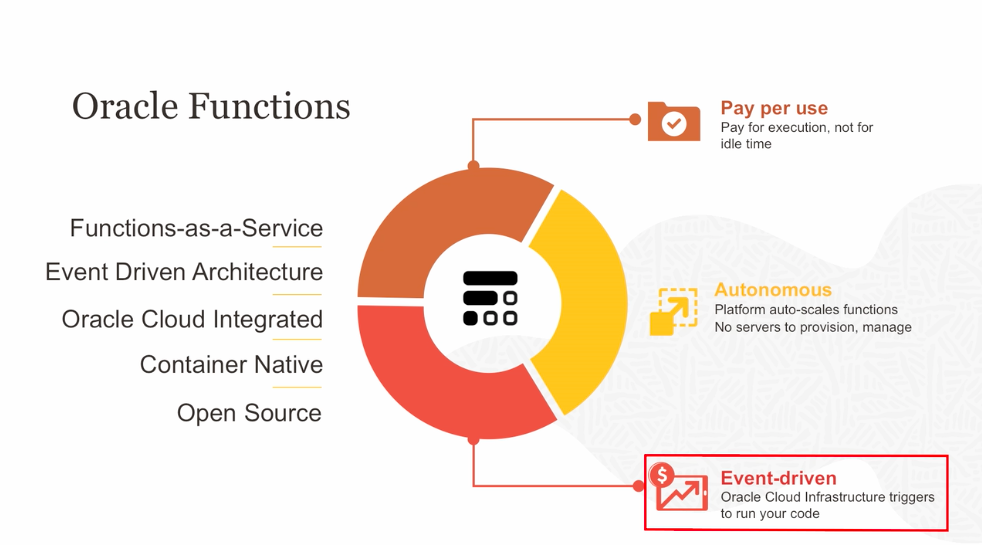 Oracle Functions
Functions-as-a-Service
Event Driven Architecture
Oracle Cloud Integrated
Container Native
Open Source
Pay per use
Pay for execution, not for
idle time
Autonomous
Platform auto-scales functions
No servers to provision, manage
$
Event-driven
Oracle Cloud Infrastructure triggers
to run your code